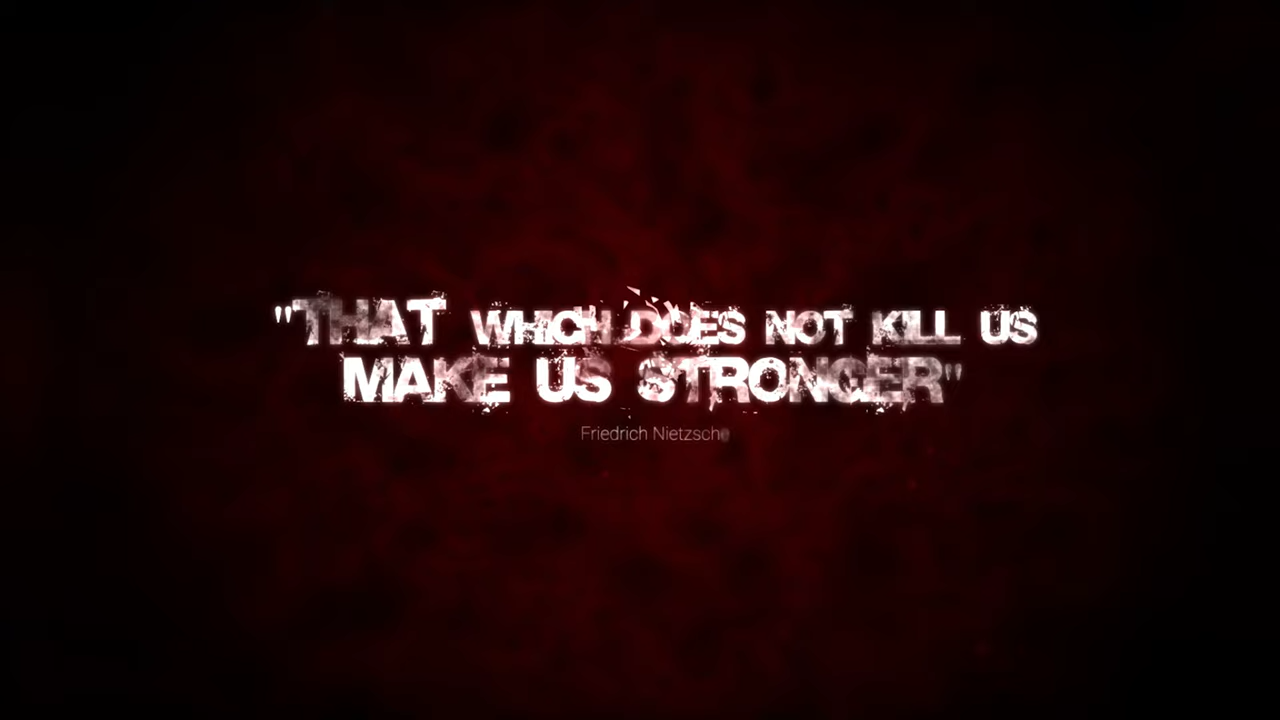 "THAT WHICH DOES NOT KILL US
MAKE US STRONGER"
Friedrich Nietzsche